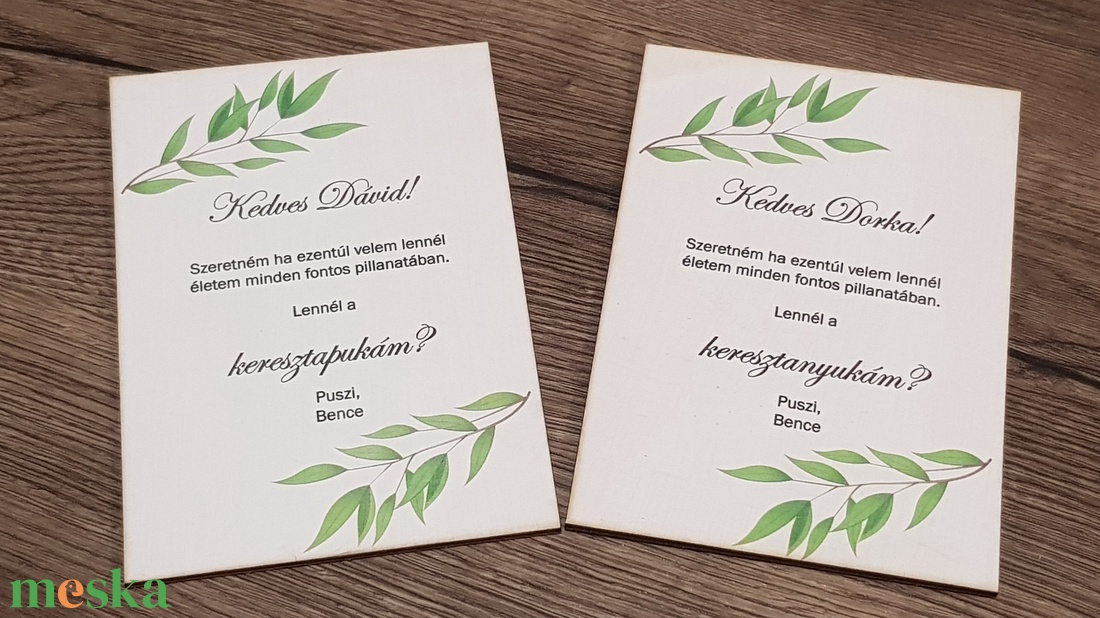 Kedves Dávid!
Szeretném ha ezentúl velem lennél
életem minden fontos pillanatában.
Lennél a
keresztapukám?
Puszi,
Bence
Kedves Dorka!
Szeretném ha ezentúl velem lennél
életem minden fontos pillanatában.
Lennél a
keresztanyukám?
Puszi,
Bence
meska